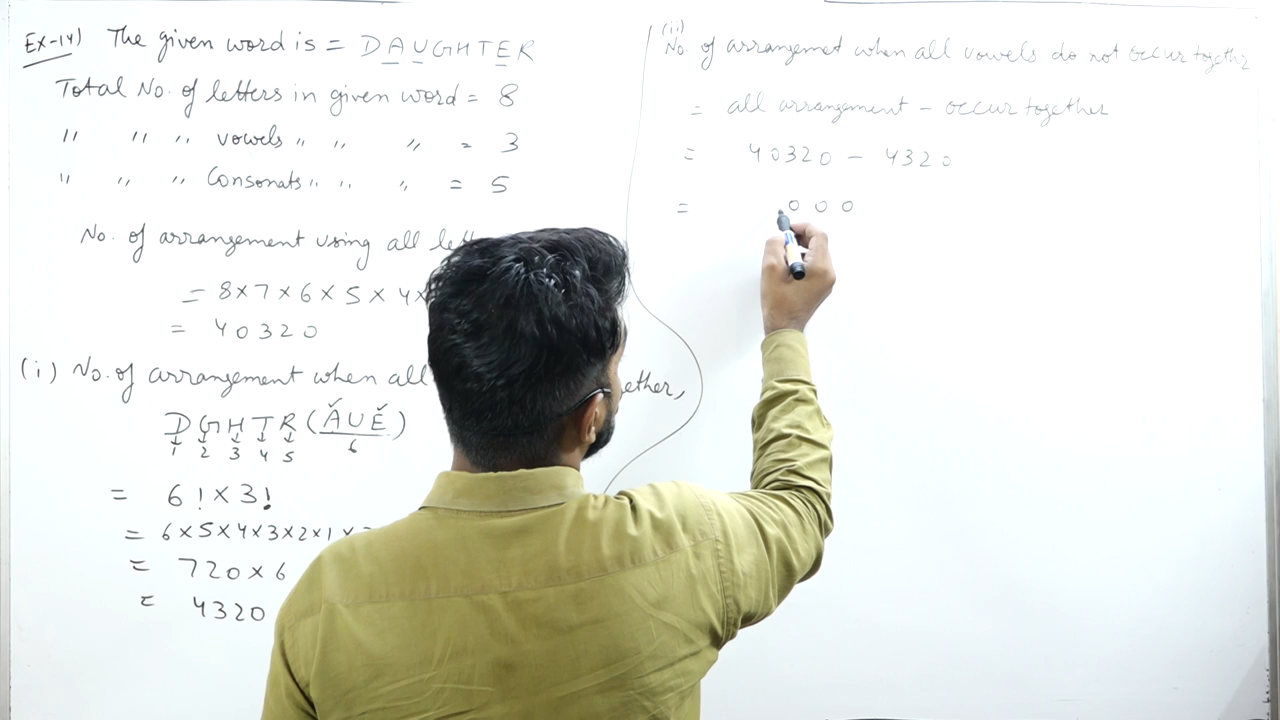 Ex-14) The given word is = DAUGHTER
Total No. of letters in given word = 8
" " " vowels " " " = 3
" " " Consonats " " " = 5
No. of arrangement using all
= 8×7×6×5×4×
= 40320
(i) No. of arrangement when all
D G H T R (A U E)
1 2 3 4 5 6
= 6! × 3!
= 6×5×4×3×2×1×
= 720×6
= 4320
(ii)
No. of arrangemet when all vowels do not occur togethr
= all arrangement - occur together
= 40320 - 4320
= 000